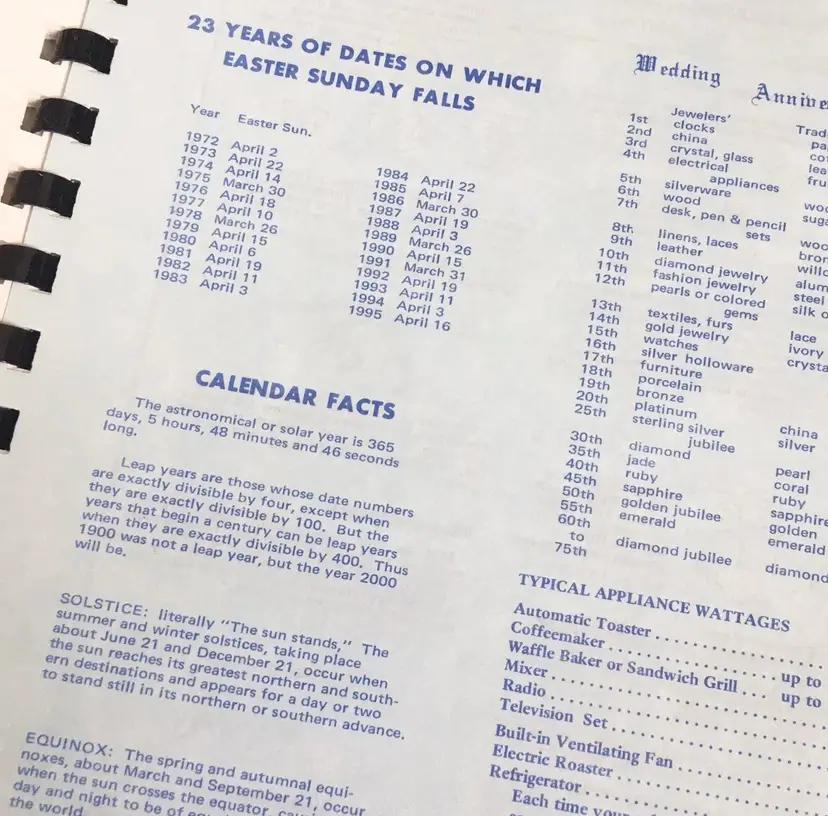 23 YEARS OF DATES ON WHICH
EASTER SUNDAY FALLS
Year Easter Sun.
1972 April 2
1973 April 22
1974 April 14
1975 March 30
1976 April 18
1977 April 10
1978 March 26
1979 April 15
1980 April 6
1981 April 19
1982 April 11
1983 April 3
1984 April 22
1985 April 7
1986 March 30
1987 April 19
1988 April 3
1989 March 26
1990 April 15
1991 March 31
1992 April 19
1993 April 11
1994 April 3
1995 April 16
CALENDAR FACTS
The astronomical or solar year is 365
days, 5 hours, 48 minutes and 46 seconds
long.
Leap years are those whose date numbers
are exactly divisible by four, except when
they are exactly divisible by 100. But the
years that begin a century can be leap years
when they are exactly divisible by 400. Thus
1900 was not a leap year, but the year 2000
will be.
SOLSTICE: literally "The sun stands," The
summer and winter solstices, taking place
about June 21 and December 21, occur when
the sun reaches its greatest northern and south-
ern destinations and appears for a day or two
to stand still in its northern or southern advance.
EQUINOX: The spring and autumnal equi-
noxes, about March and September 21, occur
when the sun crosses the equator,
day and night to be of
the world
Wedding
Jewelers'
1st clocks
2nd china
3rd crystal, glass
4th electrical
appliances
5th silverware
6th wood
7th desk, pen & pencil
sets
8th linens, laces
9th leather
10th diamond jewelry
11th fashion jewelry alum
12th pearls or colored steel
gems silk
13th textiles, furs lace
14th gold jewelry ivory
15th watches
16th silver holloware
17th furniture
18th porcelain
19th bronze
20th platinum china
25th sterling silver silver
jubilee
30th diamond pearl
35th jade coral
40th ruby ruby
45th sapphire sapphire
50th golden jubilee golden
55th emerald emerald
60th
to
75th diamond jubilee diamond
TYPICAL APPLIANCE WATTAGES
Automatic Toaster
Coffeemaker up to
Waffle Baker or Sandwich Grill up to
Mixer
Radio
Television Set
Built-in Ventilating Fan
Electric Roaster
Refrigerator
Each time your